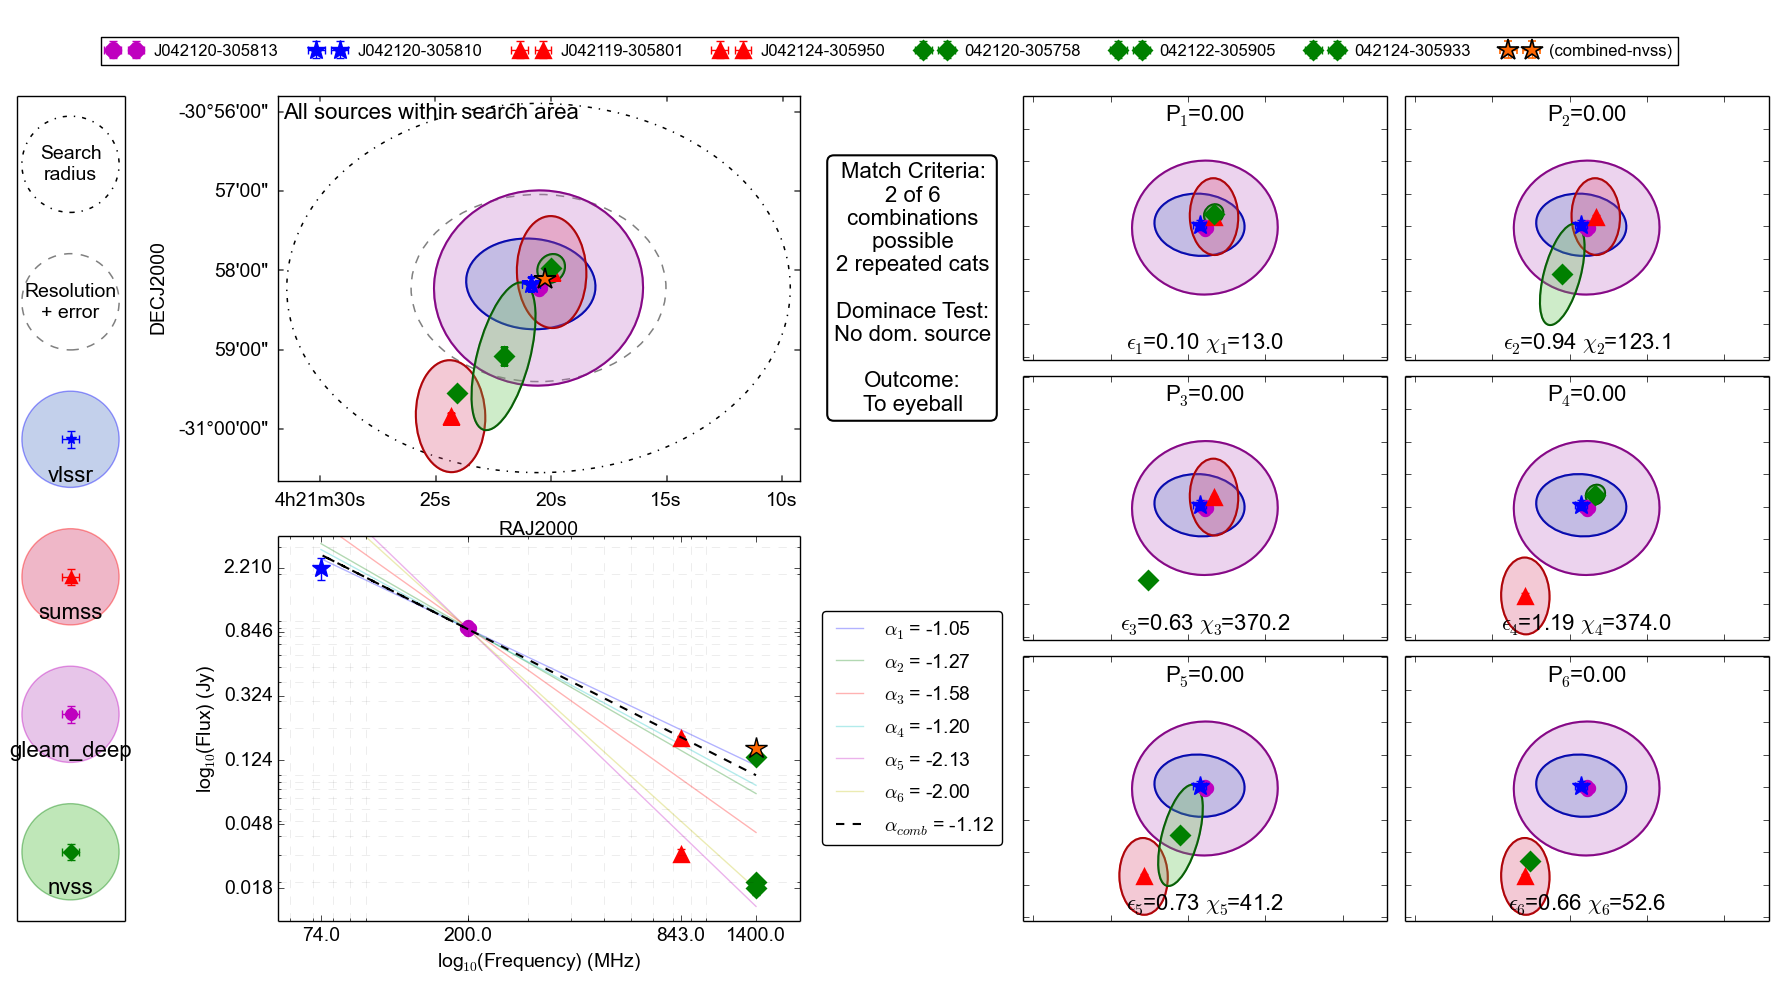 J042120-305813 J042120-305810 J042119-305801 J042124-305950 042120-305758 042122-305905 042124-305933 (combined-nvss)
Search
radius
Resolution
+ error
vlssr
sumss
gleam_deep
nvss
All sources within search area
DECJ2000
-30°56'00"
57'00"
58'00"
59'00"
-31°00'00"
4h21m30s 25s 20s 15s 10s
RAJ2000
log10(Flux) (Jy)
2.210
0.846
0.324
0.124
0.048
0.018
74.0 200.0 843.0 1400.0
log10(Frequency) (MHz)
Match Criteria:
2 of 6
combinations
possible
2 repeated cats
Dominace Test:
No dom. source
Outcome:
To eyeball
α1 = -1.05
α2 = -1.27
α3 = -1.58
α4 = -1.20
α5 = -2.13
α6 = -2.00
αcomb = -1.12
P1=0.00
ϵ1=0.10 χ1=13.0
P2=0.00
ϵ2=0.94 χ2=123.1
P3=0.00
ϵ3=0.63 χ3=370.2
P4=0.00
ϵ4=1.19 χ4=374.0
P5=0.00
ϵ5=0.73 χ5=41.2
P6=0.00
ϵ6=0.66 χ6=52.6